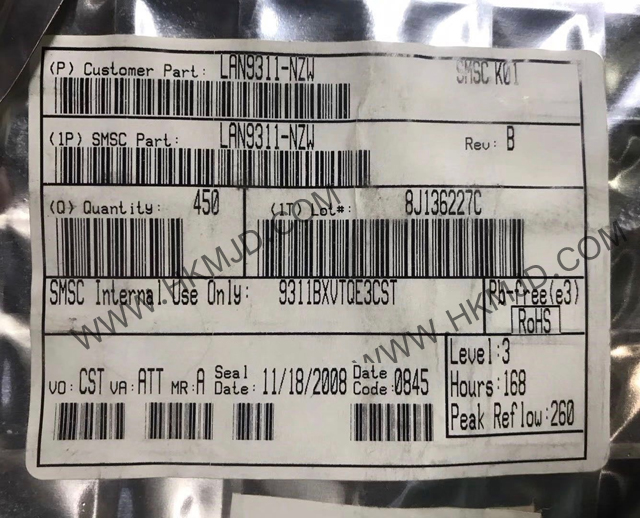 (P) Customer Part: LAN9311-NZW SMSC K01
(1P) SMSC Part: LAN9311-NZW Rev: B
(Q) Quantity: 450 (1T) Lot#: 8J136227C
SMSC Internal Use Only: 9311BXVTQE3CST Pb-free(e3)
RoHS
Level:3
VO: CST VA: ATT MR: A Seal Date: 11/18/2008 Date Code: 0845
Hours:168
Peak Reflow:260
WWW.HKMJD.COM
WWW.HKMJD.COM